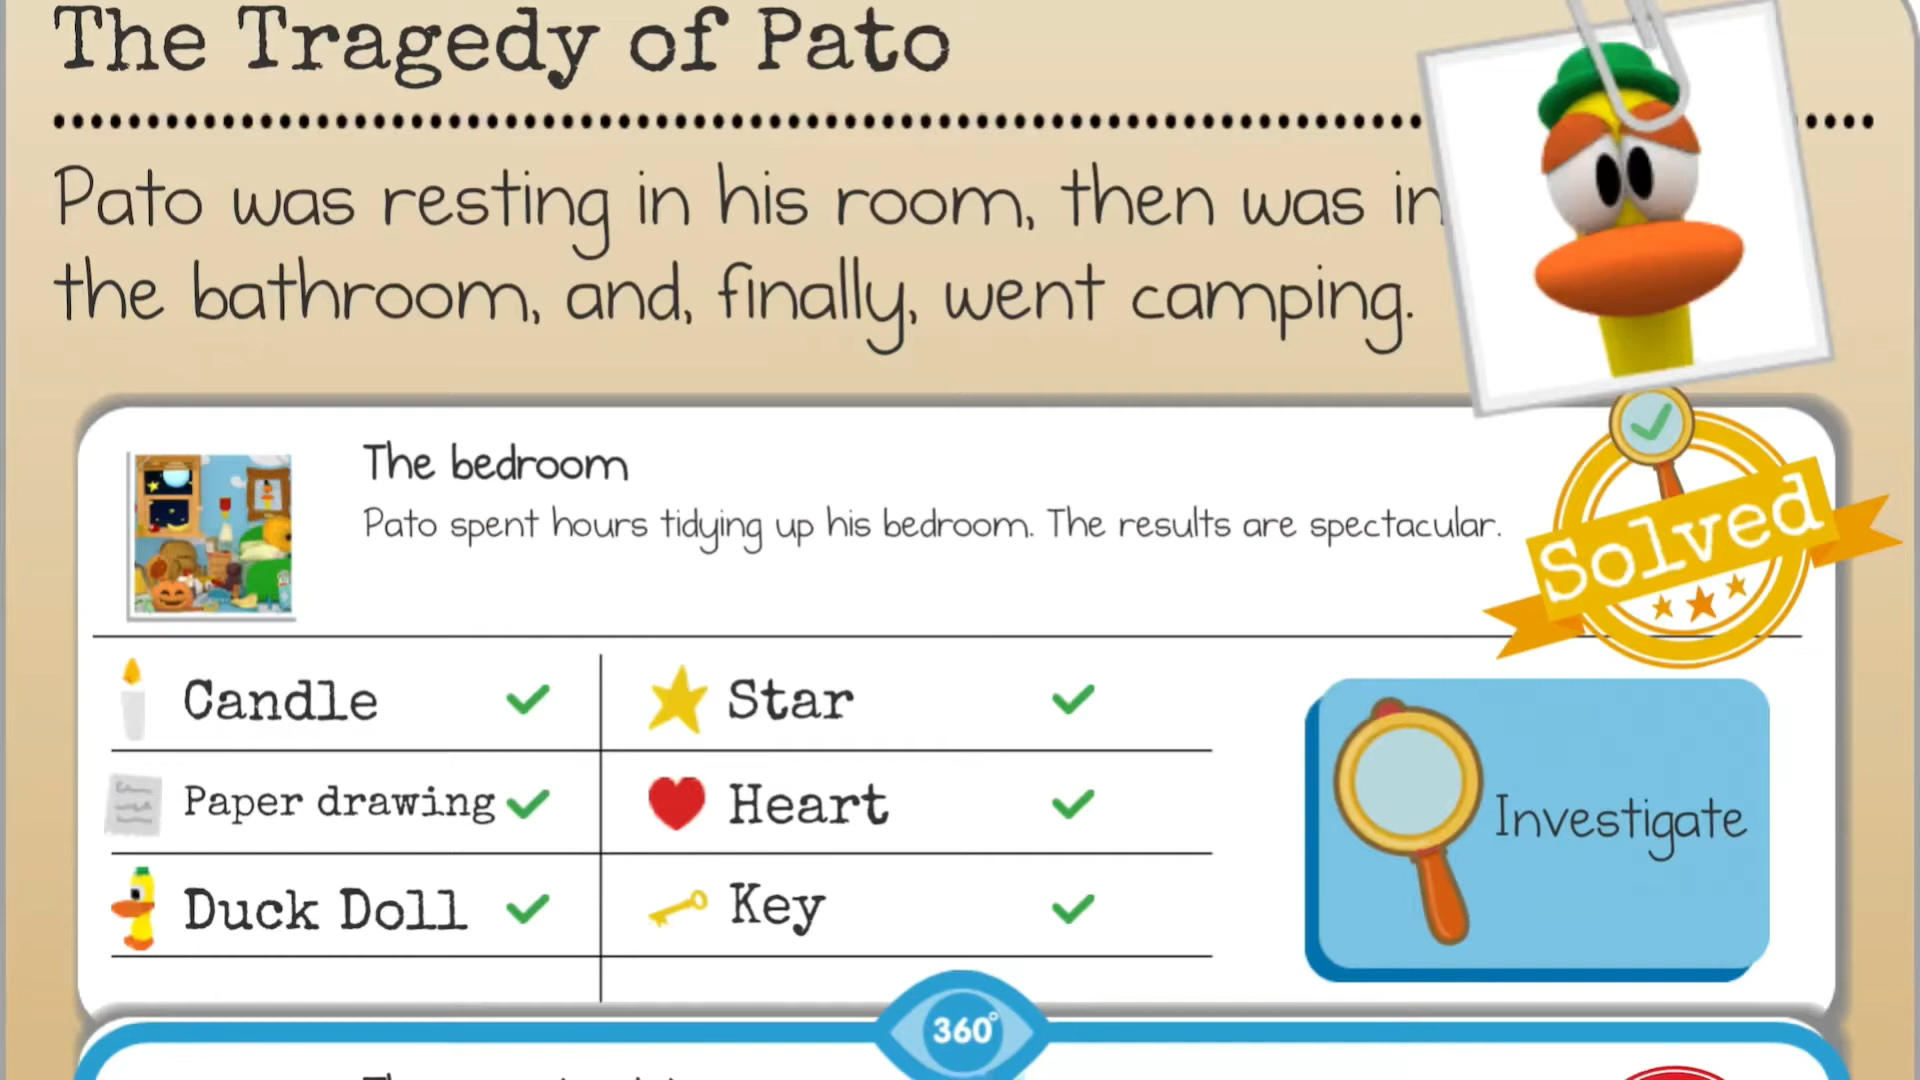 The Tragedy of Pato
Pato was resting in his room, then was in
the bathroom, and, finally, went camping.
The bedroom
Pato spent hours tidying up his bedroom. The results are spectacular.
Solved
Candle
Star
Paper drawing
Heart
Duck Doll
Key
Investigate
360°